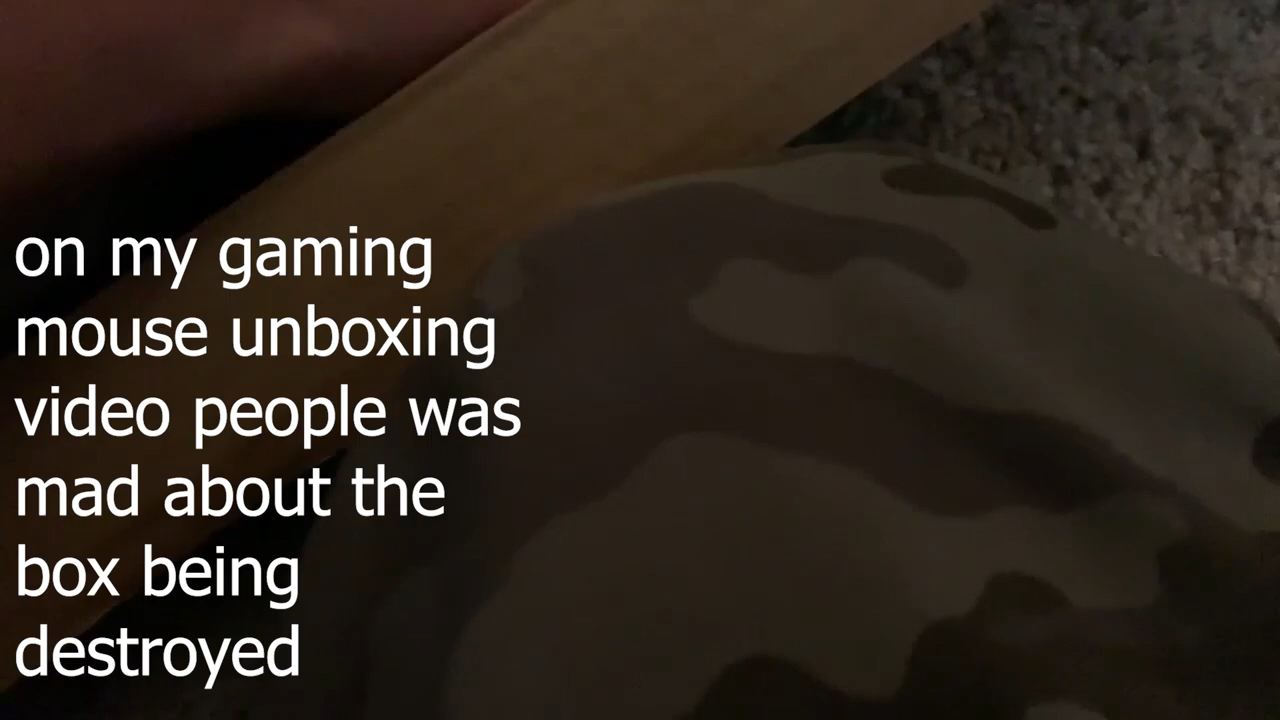 on my gaming
mouse unboxing
video people was
mad about the
box being
destroyed